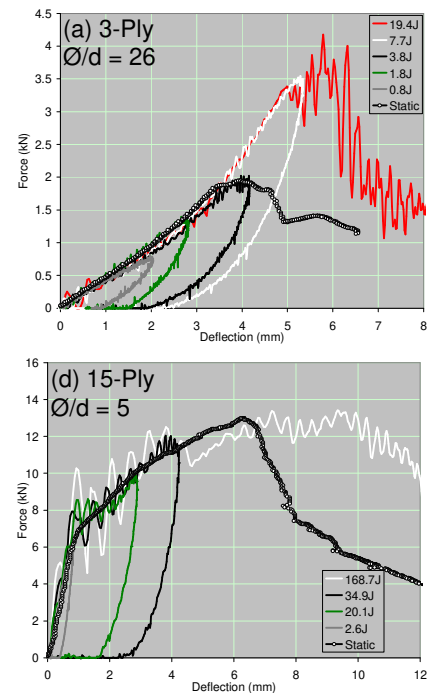 (a) 3-Ply
Ø/d = 26
4.5
4
3.5
3
2.5
2
1.5
1
0.5
0
Force (kN)
19.4J
7.7J
3.8J
1.8J
0.8J
Static
0 1 2 3 4 5 6 7 8
Deflection (mm)
(d) 15-Ply
Ø/d = 5
16
14
12
10
8
6
4
2
0
Force (kN)
168.7J
34.9J
20.1J
2.6J
Static
0 2 4 6 8 10 12
Deflection (mm)